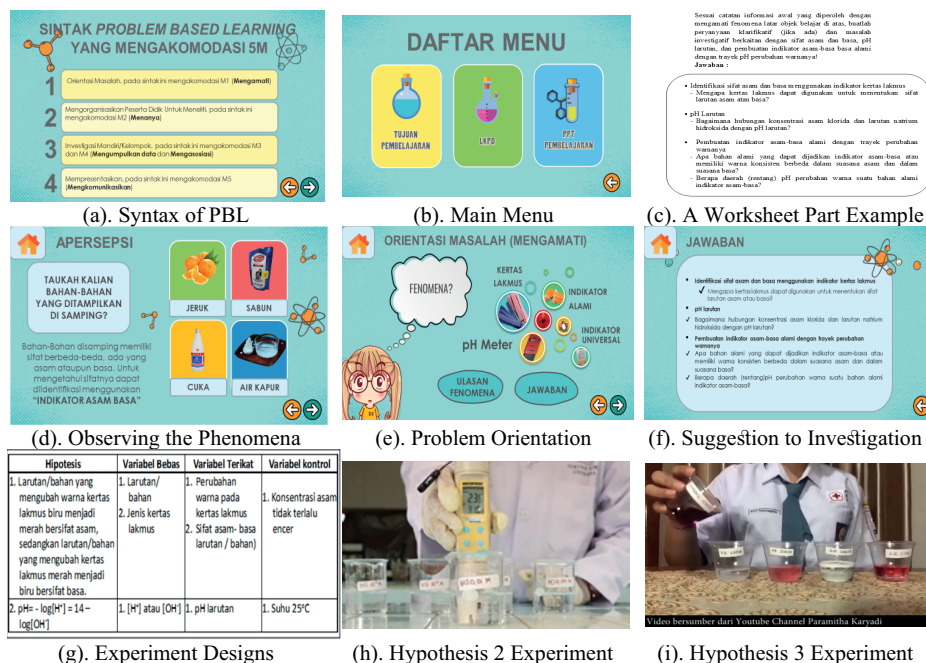 SINTAK PROBLEM BASED LEARNING
YANG MENGAKOMODASI 5M
1 Orientasi Masalah, pada sintak ini mengakomodasi M1 (Mengamati)
2 Mengorganisasikan Peserta Didik Untuk Meneliti, pada sintak ini
mengakomodasi M2 (Menanya)
3 Investigasi Mandiri/Kelompok, pada sintak ini mengakomodasi M3
dan M4 (Mengumpulkan data dan Mengasosiasi)
4 Mempresentasikan, pada sintak ini mengakomodasi M5
(Mengkomunikasikan)
(a). Syntax of PBL
DAFTAR MENU
TUJUAN
PEMBELAJARAN
LKPD
PPT
PEMBELAJARAN
(b). Main Menu
Sesuai catatan informasi awal yang diperoleh dengan
mengamati fenomena latar objek belajar di atas, buatlah
peryanyaan klarifikatif (jika ada) dan masalah
investigatif berkaitan dengan sifat asam dan basa, pH
larutan, dan pembuatan indikator asam-basa basa alami
dengan trayek pH perubahan warnanya!
Jawaban :
• Identifikasi sifat asam dan basa menggunakan indikator kertas lakmus
- Mengapa kertas lakmus dapat digunakan untuk menentukan sifat
larutan asam atau basa?
• pH Larutan
- Bagaimana hubungan konsentrasi asam klorida dan larutan natrium
hidroksida dengan pH larutan?
• Pembuatan indikator asam-basa alami dengan trayek perubahan
warnanya
- Apa bahan alami yang dapat dijadikan indikator asam-basa atau
memiliki warna konsisten berbeda dalam suasana asam dan dalam
suasana basa?
- Berapa daerah (rentang) pH perubahan warna suatu bahan alami
indikator asam-basa?
(c). A Worksheet Part Example
APERSEPSI
TAUKAH KALIAN
BAHAN-BAHAN
YANG DITAMPILKAN
DI SAMPING?
Bahan-Bahan disamping memiliki
sifat berbeda-beda, ada yang
asam ataupun basa. Untuk
mengetahui sifatnya dapat
diidentifikasi menggunakan
“INDIKATOR ASAM BASA”
JERUK
SABUN
CUKA
AIR KAPUR
(d). Observing the Phenomena
ORIENTASI MASALAH (MENGAMATI)
FENOMENA?
KERTAS
LAKMUS
INDIKATOR
ALAMI
pH Meter
INDIKATOR
UNIVERSAL
ULASAN
FENOMENA
JAWABAN
(e). Problem Orientation
JAWABAN
• Identifikasi sifat asam dan basa menggunakan indikator kertas lakmus
✓ Mengapa kertas lakmus dapat digunakan untuk menentukan sifat
larutan asam atau basa?
• pH larutan
✓ Bagaimana hubungan konsentrasi asam klorida dan larutan natrium
hidroksida dengan pH larutan?
• Pembuatan indikator asam-basa alami dengan trayek perubahan
warnanya
✓ Apa bahan alami yang dapat dijadikan indikator asam-basa atau
memiliki warna konsisten berbeda dalam suasana asam dan dalam
suasana basa?
✓ Berapa daerah (rentang)pH perubahan warna suatu bahan alami
indikator asam-basa?
(f). Suggestion to Investigation
Hipotesis
Variabel Bebas
Variabel Terikat
Variabel kontrol
1. Larutan/bahan yang
mengubah warna kertas
lakmus biru menjadi
merah bersifat asam,
sedangkan larutan/bahan
yang mengubah kertas
lakmus merah menjadi
biru bersifat basa.
1. Larutan/
bahan
2. Jenis kertas
lakmus
1. Perubahan
warna pada
kertas lakmus
2. Sifat asam- basa
larutan / bahan)
1. Konsentrasi asam
tidak terlalu
encer
2. pH= - log[H⁺] = 14 –
log[OH⁻]
1. [H⁺] atau [OH⁻]
1. pH larutan
1. Suhu 25°C
(g). Experiment Designs
(h). Hypothesis 2 Experiment
Video bersumber dari Youtube Channel Paramitha Karyadi
(i). Hypothesis 3 Experiment